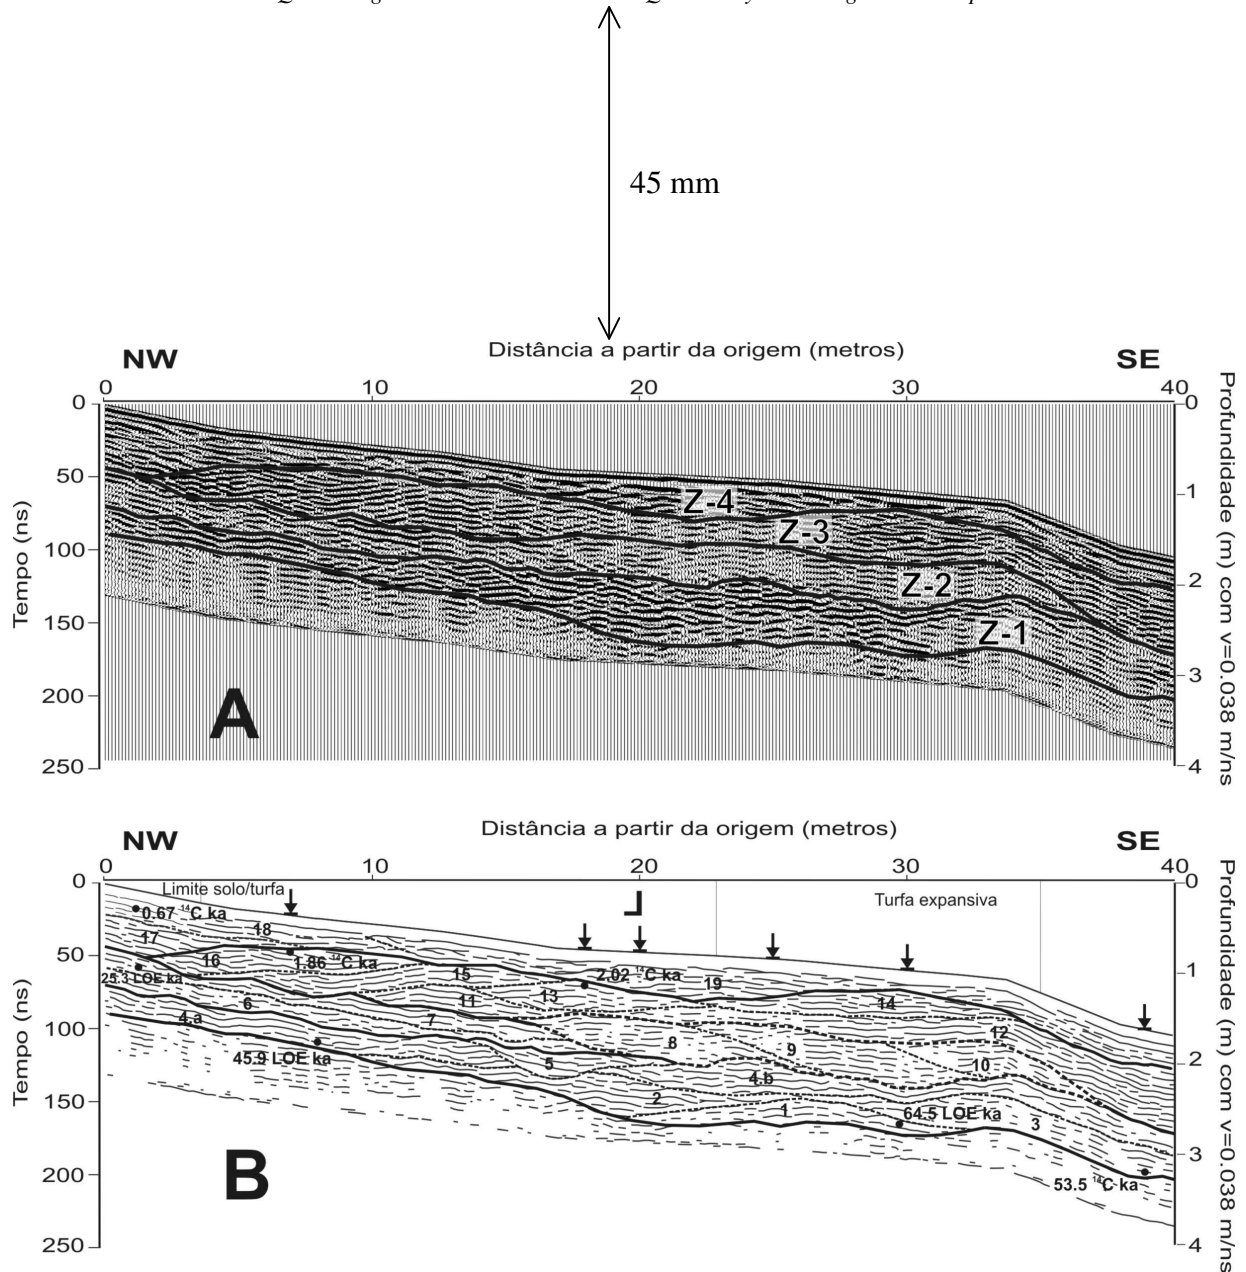 45 mm
Distância a partir da origem (metros)
NW
SE
0 10 20 30 40
0
50
100
150
200
250
Tempo (ns)
0
1
2
3
4
Profundidade (m) com v=0.038 m/ns
Z-4
Z-3
Z-2
Z-1
A
Distância a partir da origem (metros)
NW
SE
0 10 20 30 40
0
50
100
150
200
250
Tempo (ns)
0
1
2
3
4
Profundidade (m) com v=0.038 m/ns
Limite solo/turfa
Turfa expansiva
0.67 ¹⁴C ka
18
17
1.86 ¹⁴C ka
16
15
2.02 ¹⁴C ka
19
25.3 LOE ka
6
11
13
14
4.a
7
12
8
9
45.9 LOE ka
5
4.b
10
2
1
64.5 LOE ka
3
53.5 ¹⁴C ka
B